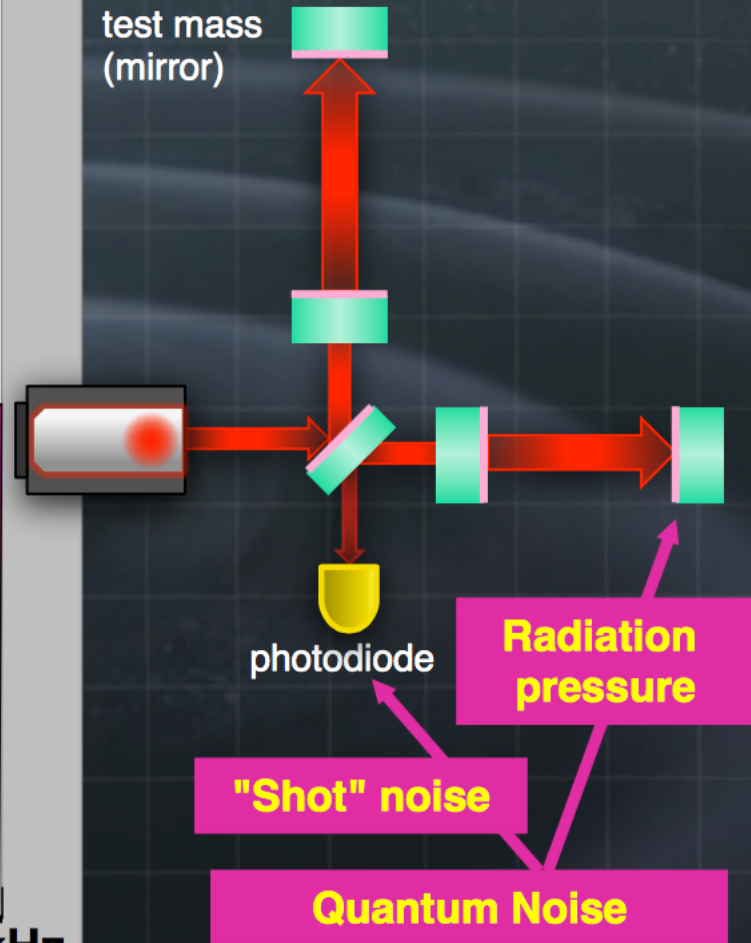 test mass
(mirror)
photodiode
Radiation
pressure
"Shot" noise
Quantum Noise